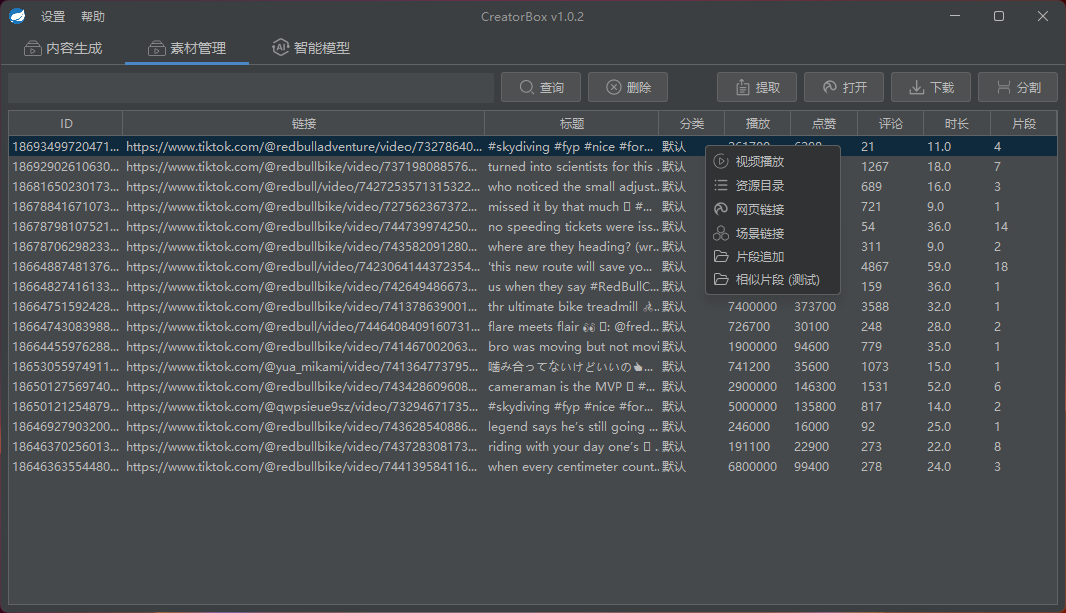 设置 帮助 CreatorBox v1.0.2
内容生成 素材管理 智能模型
查询 删除 提取 打开 下载 分割
ID 链接 标题 分类 播放 点赞 评论 时长 片段
18693499720471... https://www.tiktok.com/@redbulladventure/video/73278640... #skydiving #fyp #nice #for... 默认 21 11.0 4
18692902610630... https://www.tiktok.com/@redbullbike/video/737198088576... turned into scientists for this . 默认 1267 18.0 7
18681650230173... https://www.tiktok.com/@redbull/video/7427253571315322... who noticed the small adjust.. 默认 689 16.0 3
18678841671073... https://www.tiktok.com/@redbullbike/video/727562367372... missed it by that much #... 默认 721 9.0 1
18678798107521... https://www.tiktok.com/@redbullbike/video/744739974250... no speeding tickets were iss.. 默认 54 36.0 14
18678706298233... https://www.tiktok.com/@redbullbike/video/743582091280... where are they heading? (wr... 默认 311 9.0 2
18664887481376... https://www.tiktok.com/@redbull/video/7423064144372354... 'this new route will save yo... 默认 4867 59.0 18
18664827416133... https://www.tiktok.com/@redbullbike/video/742649486673... us when they say #RedBullC... 默认 159 36.0 1
18664751592428... https://www.tiktok.com/@redbullbike/video/741378639001... thr ultimate bike treadmill 🚴.. 默认 7400000 373700 3588 32.0 1
18664743083988... https://www.tiktok.com/@redbull/video/7446408409160731... flare meets flair 👀 : @fred... 默认 726700 30100 248 28.0 2
18664455976288... https://www.tiktok.com/@redbullbike/video/741467002063... bro was moving but not movi 默认 1900000 94600 779 35.0 1
18653055974911... https://www.tiktok.com/@yua_mikami/video/741364773795... 噛み合ってないけどいいの... 默认 741200 35600 1073 15.0 1
18650127569740... https://www.tiktok.com/@redbullbike/video/743428609608... cameraman is the MVP #... 默认 2900000 146300 1531 52.0 6
18650121254879... https://www.tiktok.com/@qwpsieue9sz/video/73294671735... #skydiving #fyp #nice #for... 默认 5000000 135800 817 14.0 2
18646927903200... https://www.tiktok.com/@redbullbike/video/743628540886... legend says he's still going ... 默认 246000 16000 92 25.0 1
18646370256013... https://www.tiktok.com/@redbullbike/video/743728308173... riding with your day one's . 默认 191100 22900 273 22.0 8
18646363554480... https://www.tiktok.com/@redbullbike/video/744139584116... when every centimeter count.. 默认 6800000 99400 278 24.0 3
视频播放
资源目录
网页链接
场景链接
片段追加
相似片段 (测试)